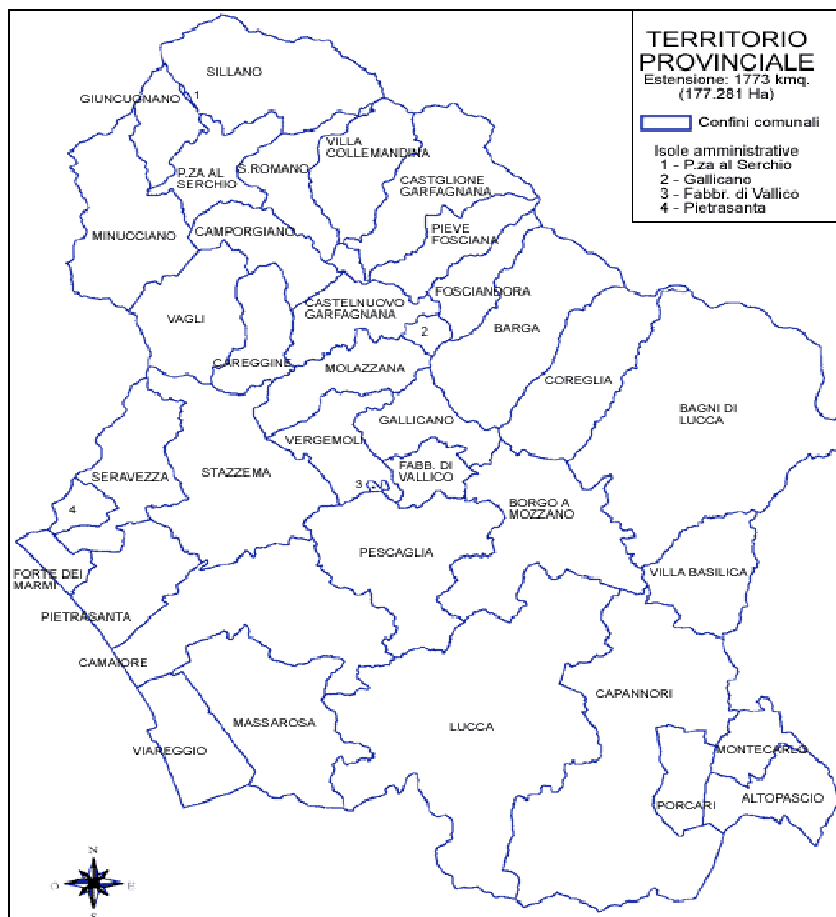 TERRITORIO
PROVINCIALE
Estensione: 1773 kmq.
(177.281 Ha)
Confini comunali
Isole amministrative
1 - P.za al Serchio
2 - Gallicano
3 - Fabbr. di Vallico
4 - Pietrasanta
SILLANO
GIUNCUGNANO
1
VILLA
COLLEMANDINA
S.ROMANO
P.ZA AL
SERCHIO
CASTGLIONE
GARFAGNANA
MINUCCIANO
CAMPORGIANO
PIEVE
FOSCIANA
FOSCIANDORA
CASTELNUOVO
GARFAGNANA
VAGLI
2
BARGA
CAREGGINE
MOLAZZANA
COREGLIA
BAGNI DI
LUCCA
GALLICANO
VERGEMOLI
SERAVEZZA
STAZZEMA
FABB. DI
VALLICO
3
4
BORGO A
MOZZANO
PESCAGLIA
FORTE DEI
MARMI
VILLA BASILICA
PIETRASANTA
CAMAIORE
CAPANNORI
MASSAROSA
LUCCA
VIAREGGIO
MONTECARLO
PORCARI
ALTOPASCIO
N
O
E
S